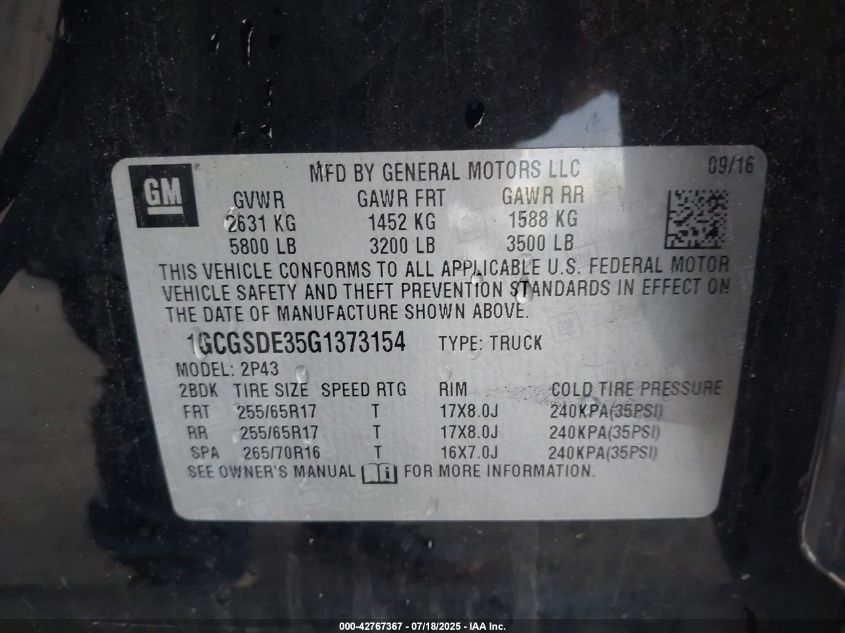 GM
MFD BY GENERAL MOTORS LLC 09/16
GVWR GAWR FRT GAWR RR
2631 KG 1452 KG 1588 KG
5800 LB 3200 LB 3500 LB
THIS VEHICLE CONFORMS TO ALL APPLICABLE U.S. FEDERAL MOTOR
VEHICLE SAFETY AND THEFT PREVENTION STANDARDS IN EFFECT ON
THE DATE OF MANUFACTURE SHOWN ABOVE.
1GCGSDE35G1373154 TYPE: TRUCK
MODEL: 2P43
2BDK TIRE SIZE SPEED RTG RIM COLD TIRE PRESSURE
FRT 255/65R17 T 17X8.0J 240KPA(35PSI)
RR 255/65R17 T 17X8.0J 240KPA(35PSI)
SPA 265/70R16 T 16X7.0J 240KPA(35PSI)
SEE OWNER'S MANUAL i FOR MORE INFORMATION.
000-42767367 - 07/18/2025 - IAA Inc.